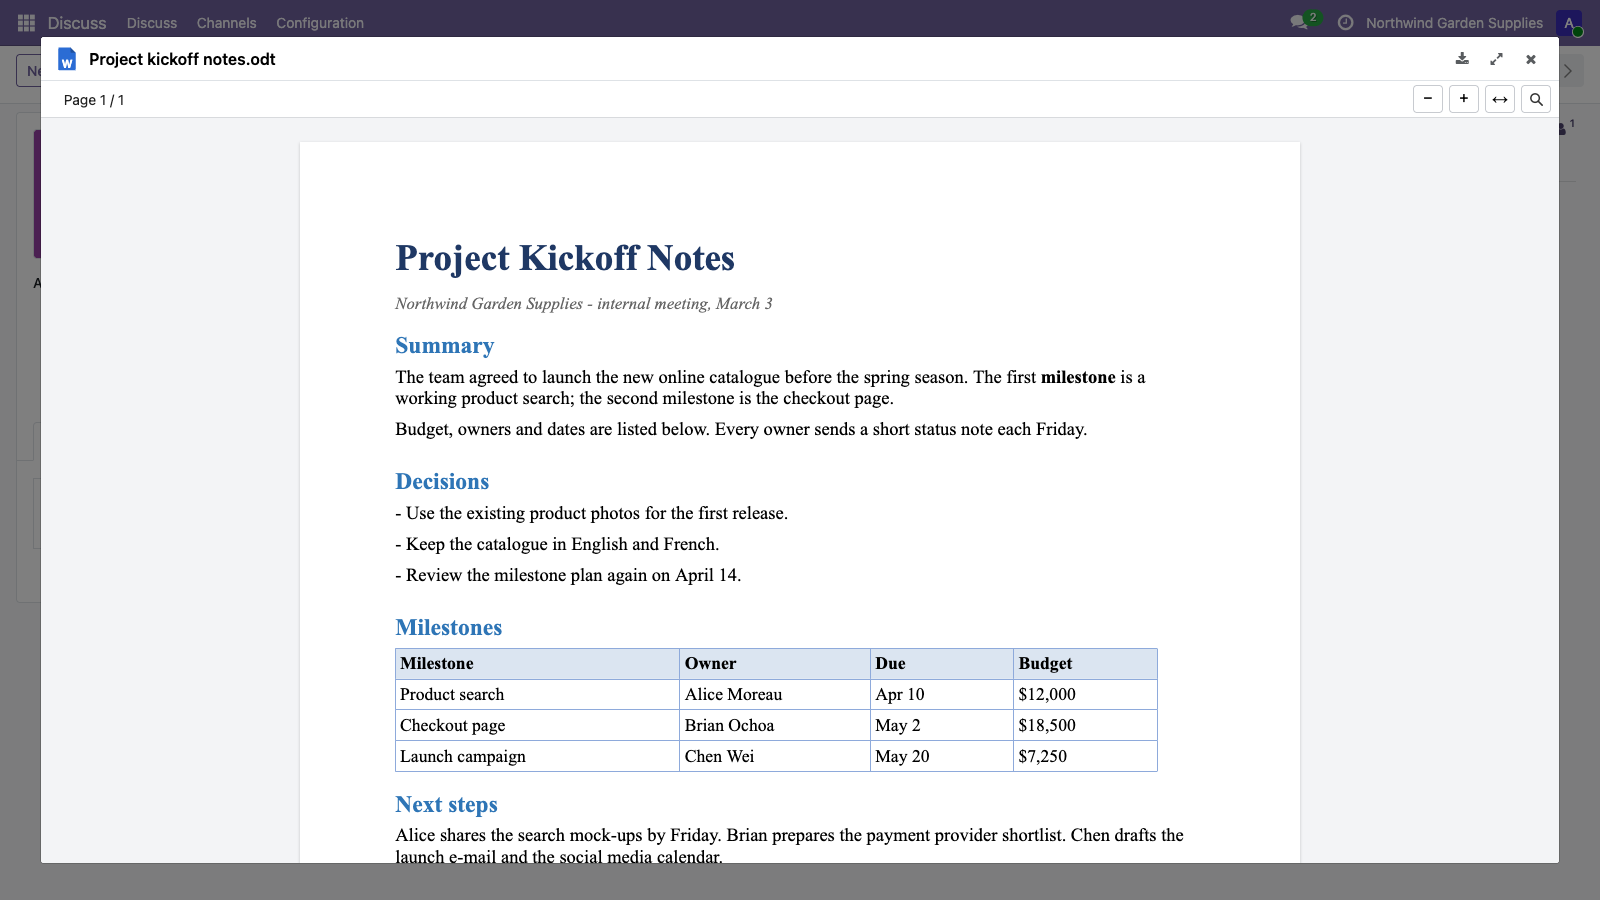 Discuss Discuss Channels Configuration 2 Northwind Garden Supplies A
Project kickoff notes.odt
Page 1 / 1
1
Project Kickoff Notes
Northwind Garden Supplies - internal meeting, March 3
Summary
The team agreed to launch the new online catalogue before the spring season. The first milestone is a
working product search; the second milestone is the checkout page.
Budget, owners and dates are listed below. Every owner sends a short status note each Friday.
Decisions
- Use the existing product photos for the first release.
- Keep the catalogue in English and French.
- Review the milestone plan again on April 14.
Milestones
Milestone Owner Due Budget
Product search Alice Moreau Apr 10 $12,000
Checkout page Brian Ochoa May 2 $18,500
Launch campaign Chen Wei May 20 $7,250
Next steps
Alice shares the search mock-ups by Friday. Brian prepares the payment provider shortlist. Chen drafts the
launch e-mail and the social media calendar.